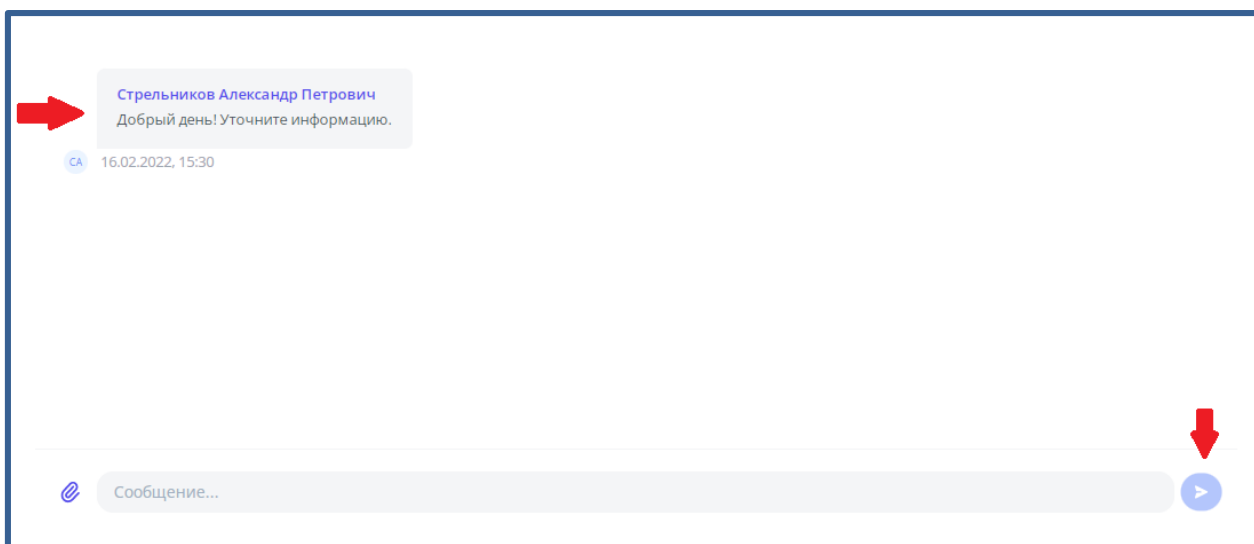 Стрельников Александр Петрович
Добрый день! Уточните информацию.
СА 16.02.2022, 15:30
Сообщение...